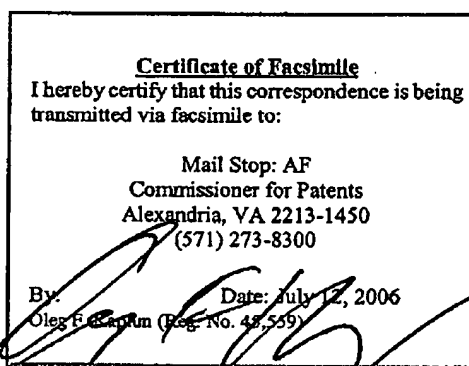 Certificate of Facsimile
I hereby certify that this correspondence is being
transmitted via facsimile to:
Mail Stop: AF
Commissioner for Patents
Alexandria, VA 2213-1450
(571) 273-8300
By: Date: July 12, 2006
Oleg F. Kaplun (Reg. No. 45,559)